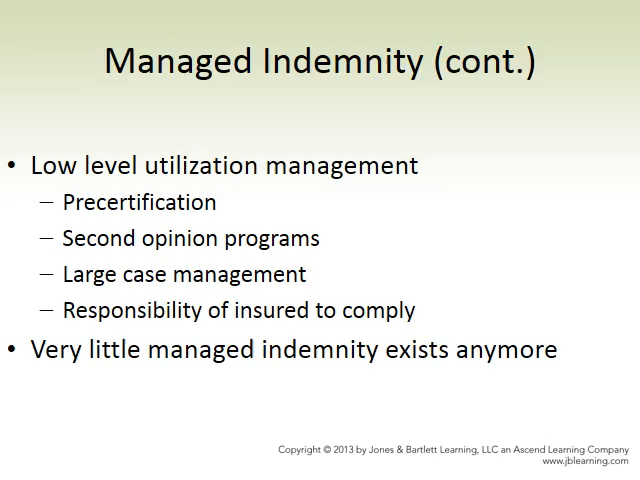 Managed Indemnity (cont.)
• Low level utilization management
– Precertification
– Second opinion programs
– Large case management
– Responsibility of insured to comply
• Very little managed indemnity exists anymore
Copyright © 2013 by Jones & Bartlett Learning, LLC an Ascend Learning Company
www.jblearning.com